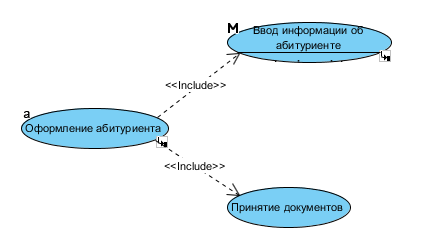 М
Ввод информации об
абитуриенте
<<Include>>
а
Оформление абитуриента
<<Include>>
Принятие документов